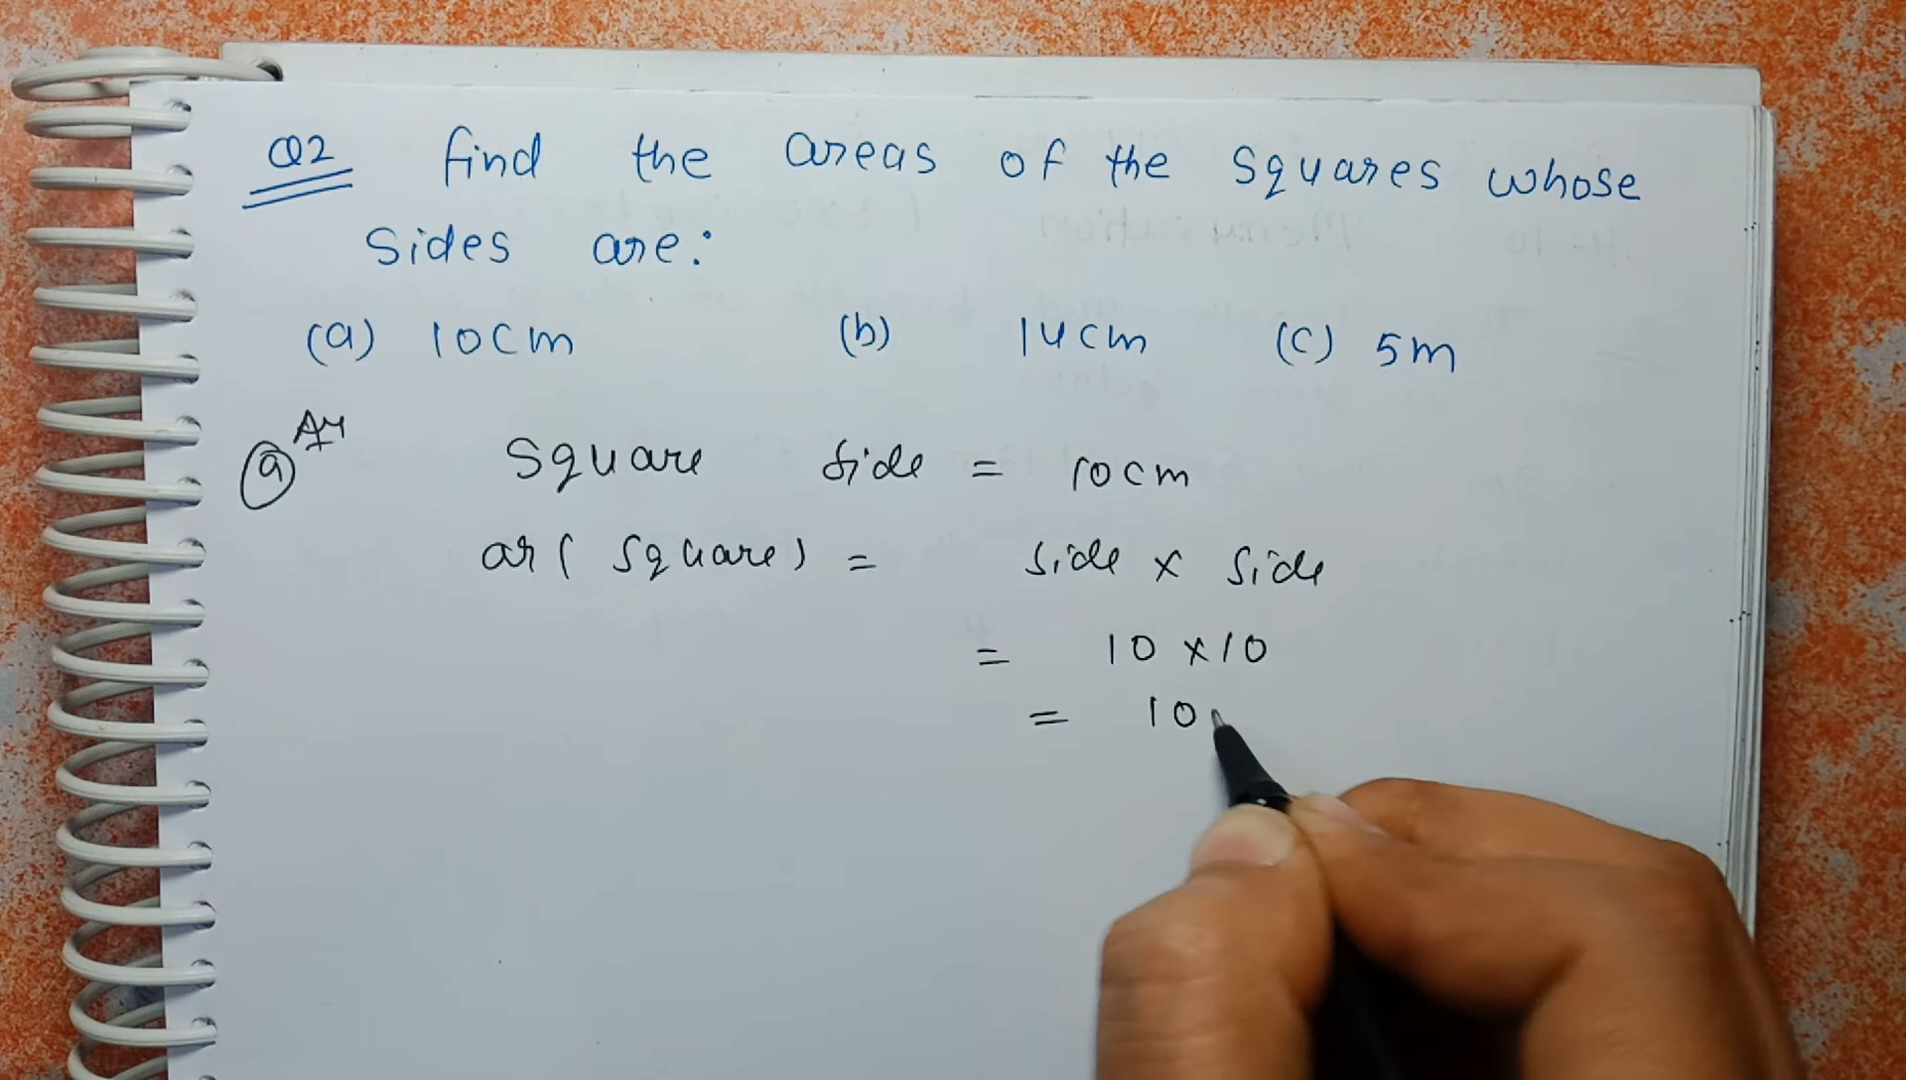 Q2 find the areas of the squares whose
sides are:
(a) 10cm (b) 14cm (c) 5m
(a) Square side = 10cm
ar( square) = side × side
= 10 ×10
= 10